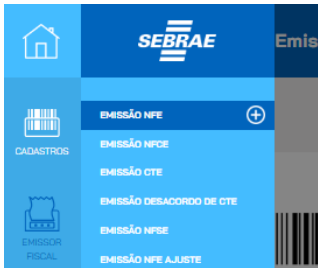 SEBRAE
Emis
CADASTROS
EMISSOR
FISCAL
EMISSÃO NFE
EMISSÃO NFCE
EMISSÃO CTE
EMISSÃO DESACORDO DE CTE
EMISSÃO NFSE
EMISSÃO NFE AJUSTE